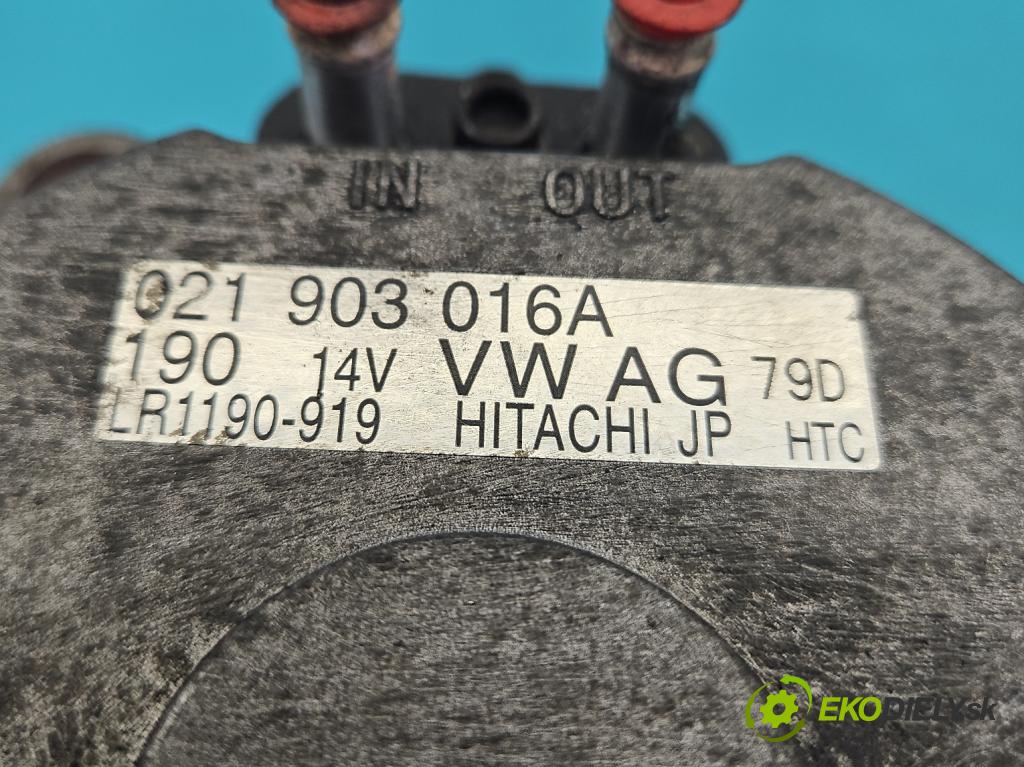 IN OUT
021 903 016A
190 14V VW AG 79D
LR1190-919 HITACHI JP HTC
EKODIELY.sk